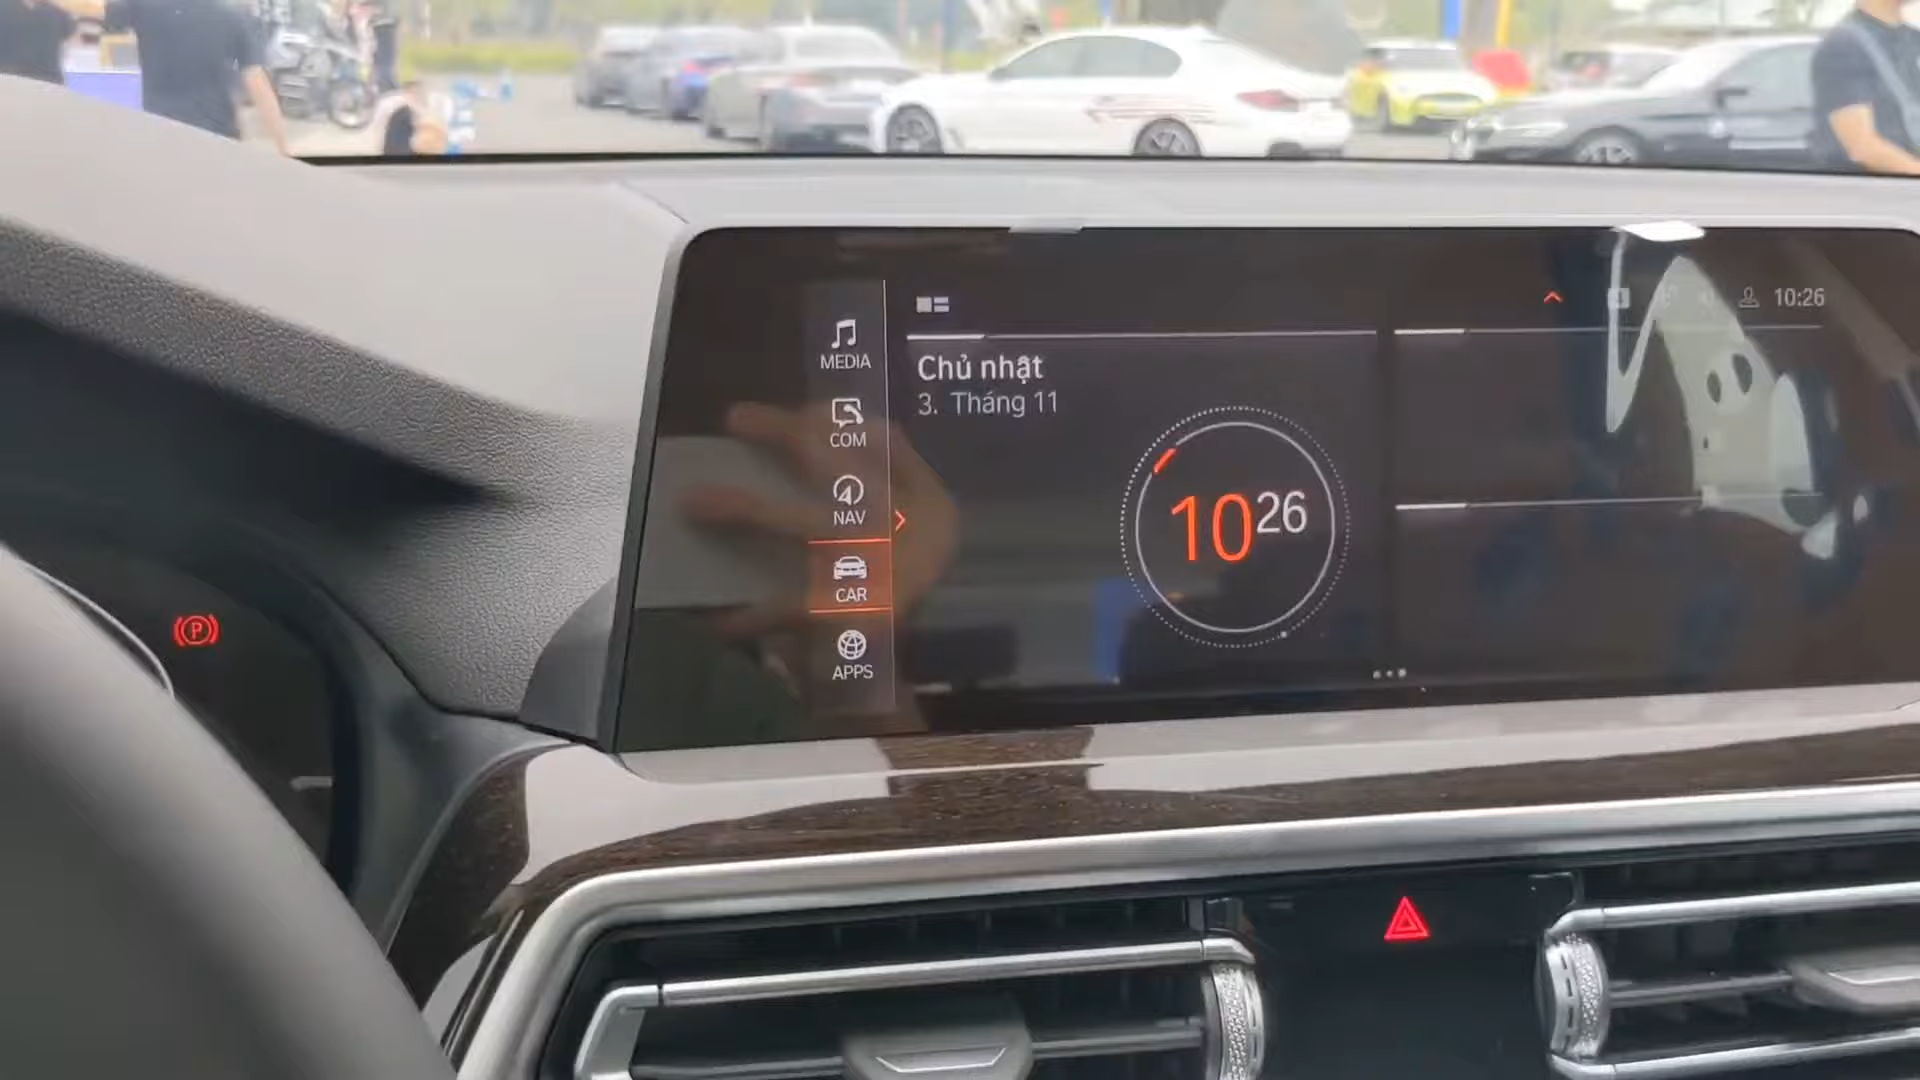 MEDIA
COM
NAV
CAR
APPS
10:26
Chủ nhật
3. Tháng 11
10 26
P